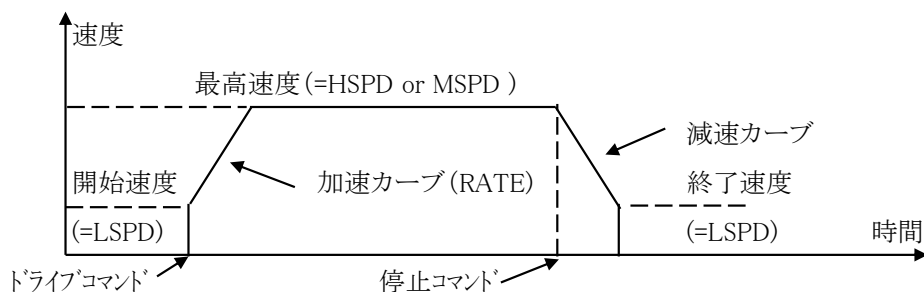 速度
最高速度(=HSPD or MSPD )
減速カーブ
開始速度
加速カーブ(RATE)
終了速度
(=LSPD)
(=LSPD)
時間
ﾄﾞﾗｲﾌﾞｺﾏﾝﾄﾞ
停止ｺﾏﾝﾄﾞ